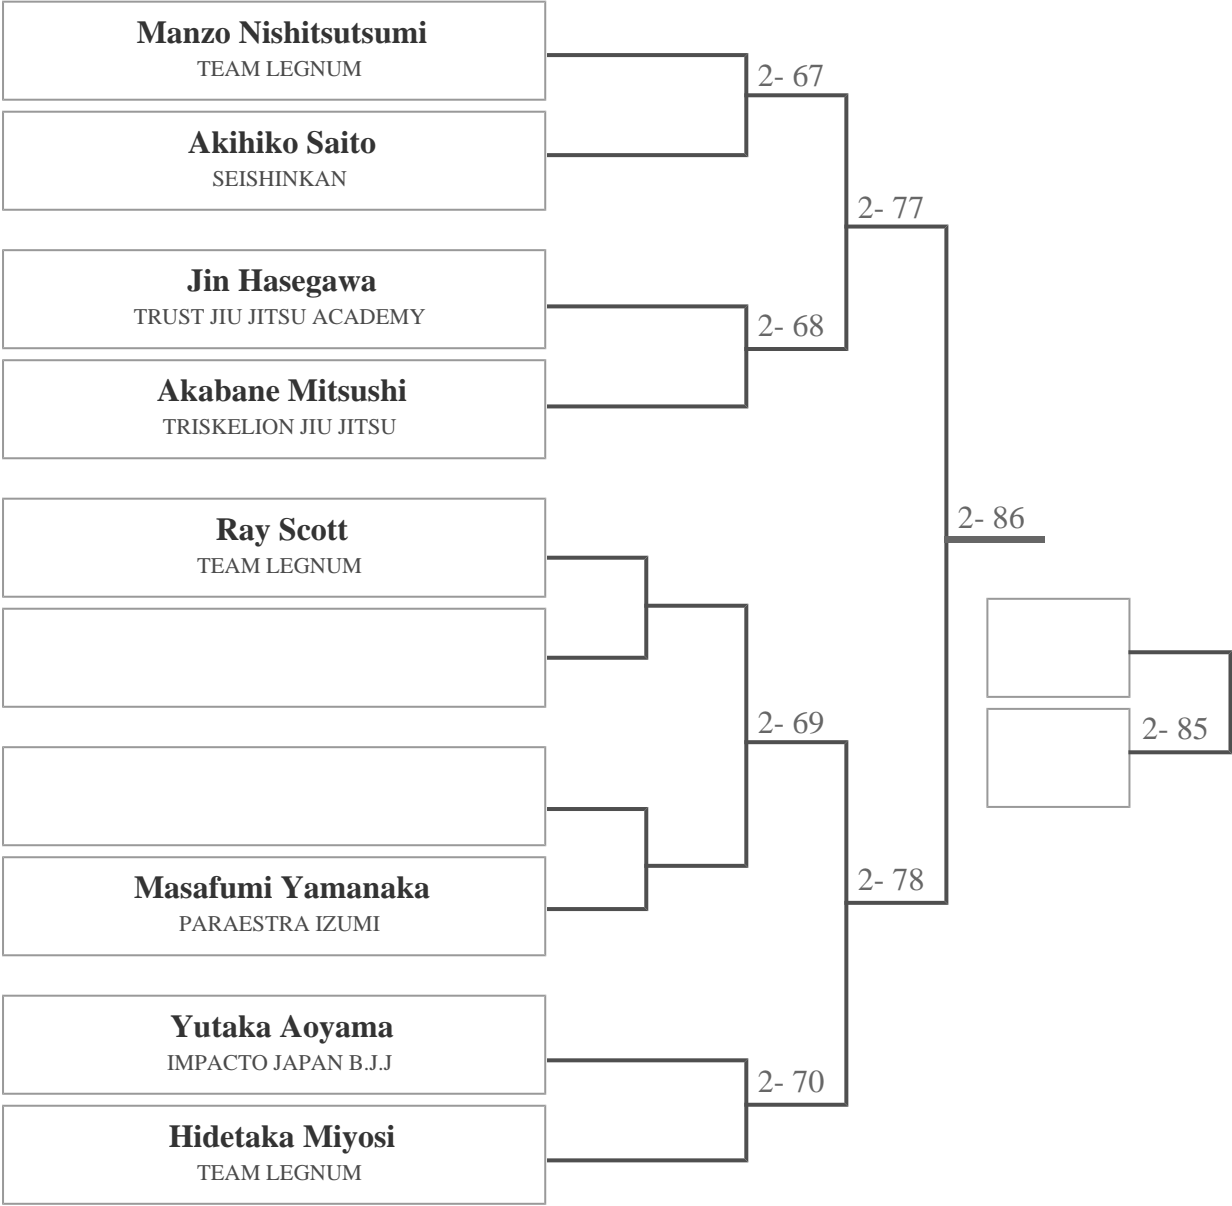 Manzo Nishitsutsumi
TEAM LEGNUM
2- 67
Akihiko Saito
SEISHINKAN
2- 77
Jin Hasegawa
TRUST JIU JITSU ACADEMY
2- 68
Akabane Mitsushi
TRISKELION JIU JITSU
Ray Scott
TEAM LEGNUM
2- 86
2- 69
2- 85
Masafumi Yamanaka
PARAESTRA IZUMI
2- 78
Yutaka Aoyama
IMPACTO JAPAN B.J.J
2- 70
Hidetaka Miyosi
TEAM LEGNUM